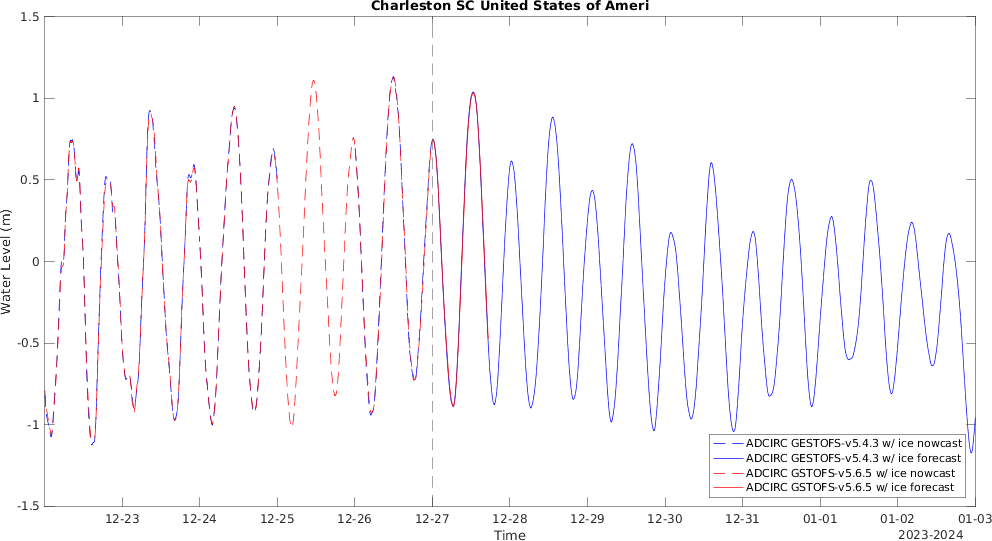 Charleston SC United States of Ameri
1.5
1
0.5
0
-0.5
-1
-1.5
Water Level (m)
ADCIRC GESTOFS-v5.4.3 w/ ice nowcast
ADCIRC GESTOFS-v5.4.3 w/ ice forecast
ADCIRC GSTOFS-v5.6.5 w/ ice nowcast
ADCIRC GSTOFS-v5.6.5 w/ ice forecast
12-23 12-24 12-25 12-26 12-27 12-28 12-29 12-30 12-31 01-01 01-02 01-03
Time
2023-2024